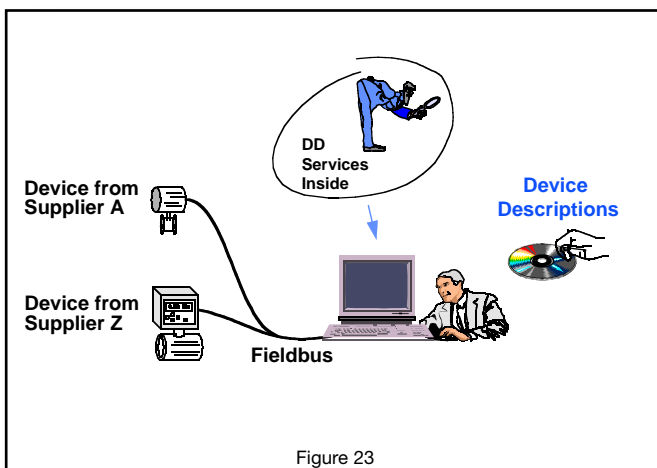 DD
Services
Inside
Device from
Supplier A
Device
Descriptions
Device from
Supplier Z
Fieldbus
Figure 23